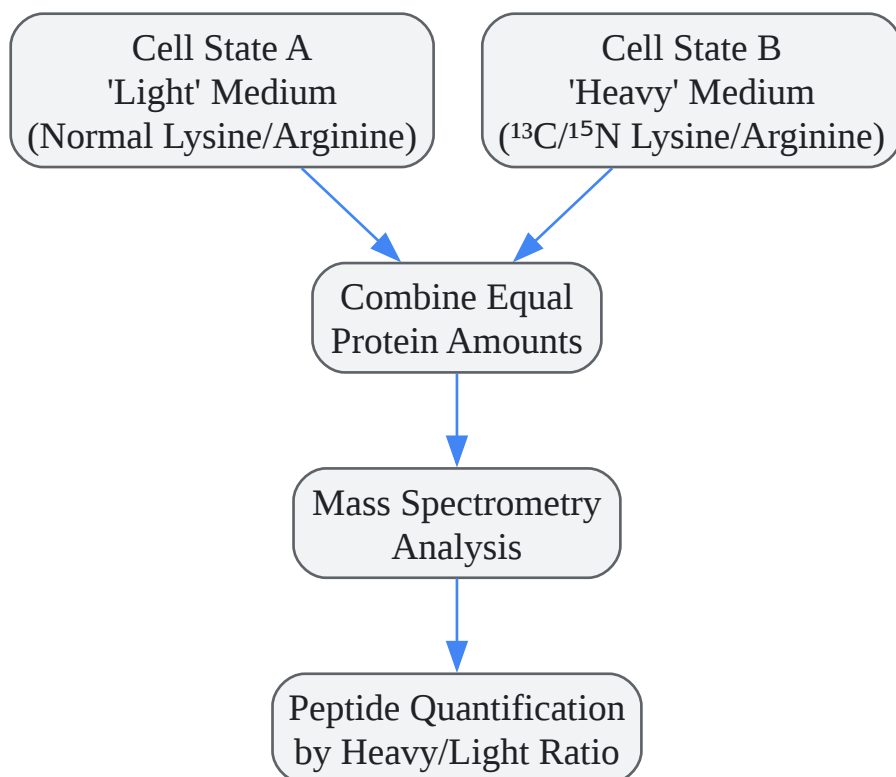 Cell State A
'Light' Medium
(Normal Lysine/Arginine)
Cell State B
'Heavy' Medium
(¹³C/¹⁵N Lysine/Arginine)
Combine Equal
Protein Amounts
Mass Spectrometry
Analysis
Peptide Quantification
by Heavy/Light Ratio